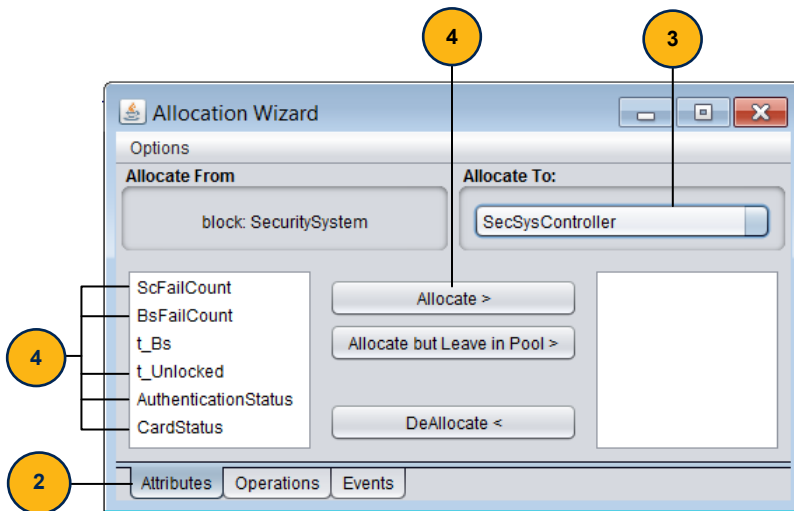 4
3
Allocation Wizard
Options
Allocate From
Allocate To:
block: SecuritySystem
SecSysController
ScFailCount
BsFailCount
t_Bs
t_Unlocked
AuthenticationStatus
CardStatus
Allocate >
Allocate but Leave in Pool >
DeAllocate <
4
2
Attributes
Operations
Events